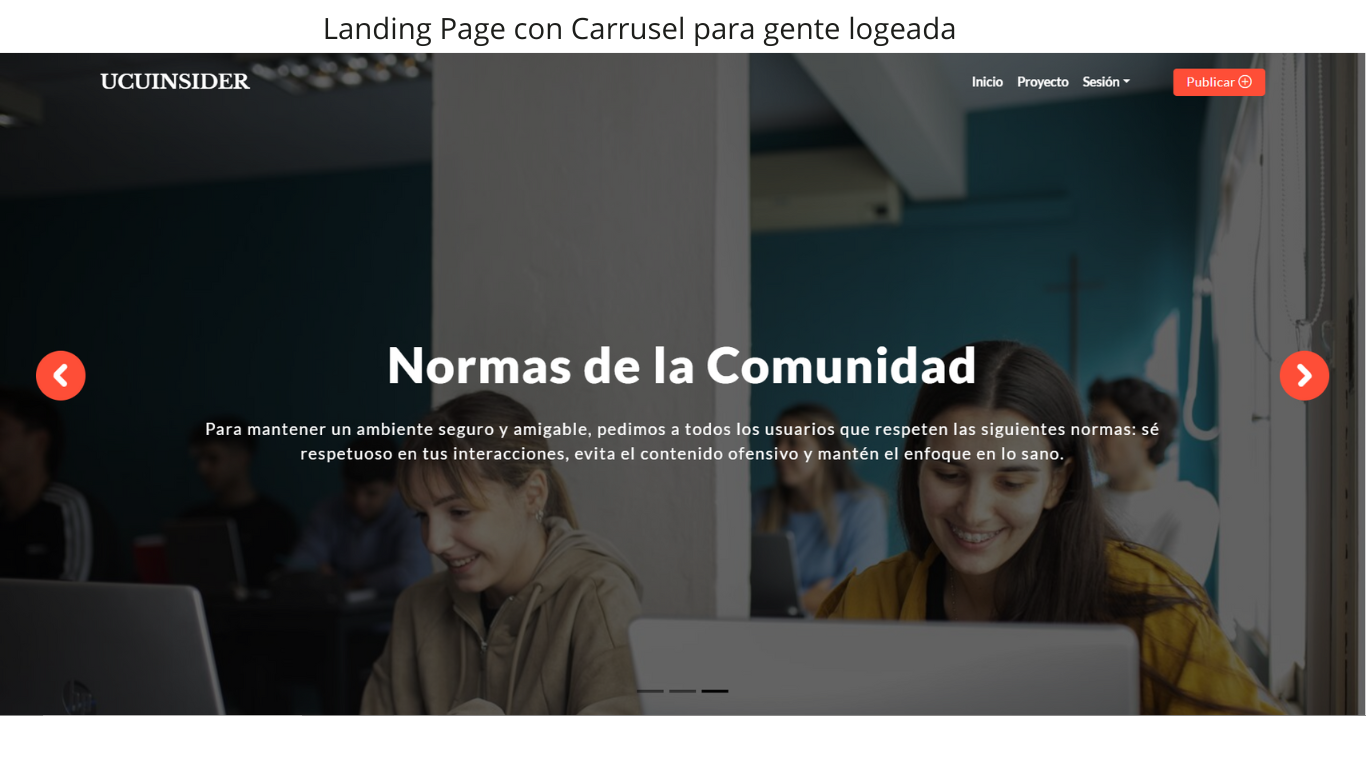 Landing Page con Carrusel para gente logeada
UCUINSIDER
Inicio Proyecto Sesión Publicar
Normas de la Comunidad
Para mantener un ambiente seguro y amigable, pedimos a todos los usuarios que respeten las siguientes normas: sé
respetuoso en tus interacciones, evita el contenido ofensivo y mantén el enfoque en lo sano.